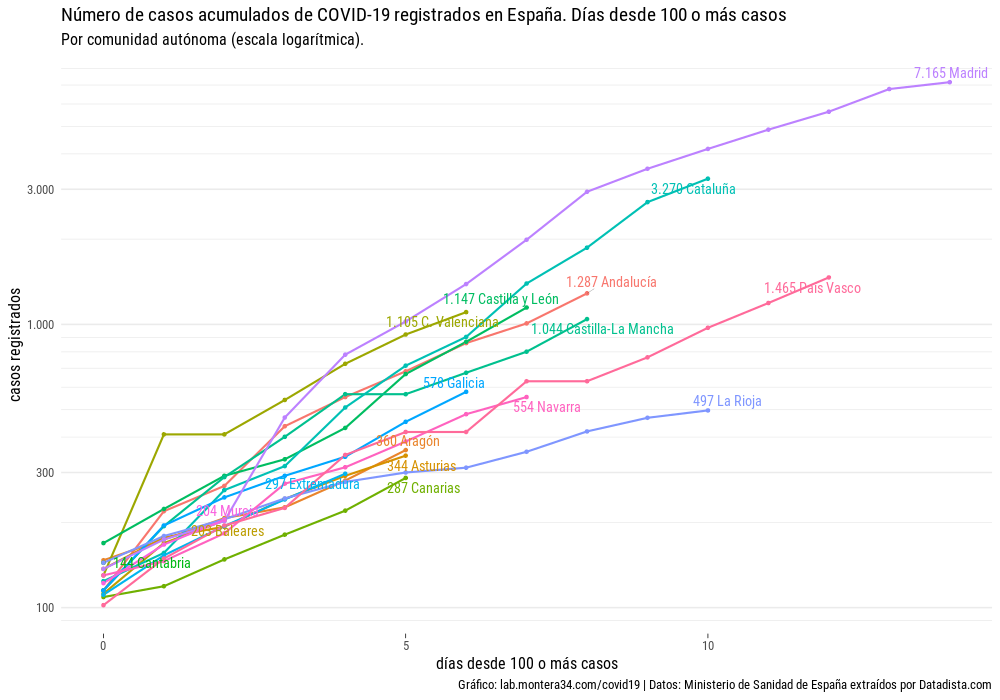 Número de casos acumulados de COVID-19 registrados en España. Días desde 100 o más casos
Por comunidad autónoma (escala logarítmica).
7.165 Madrid
3.000
3.270 Cataluña
1.287 Andalucía
1.465 País Vasco
1.147 Castilla y León
1.105 C. Valenciana
1.000
1.044 Castilla-La Mancha
578 Galicia
554 Navarra
497 La Rioja
360 Aragón
344 Asturias
300
297 Extremadura
287 Canarias
204 Murcia
203 Baleares
144 Cantabria
100
0
5
10
casos registrados
días desde 100 o más casos
Gráfico: lab.montera34.com/covid19 | Datos: Ministerio de Sanidad de España extraídos por Datadista.com